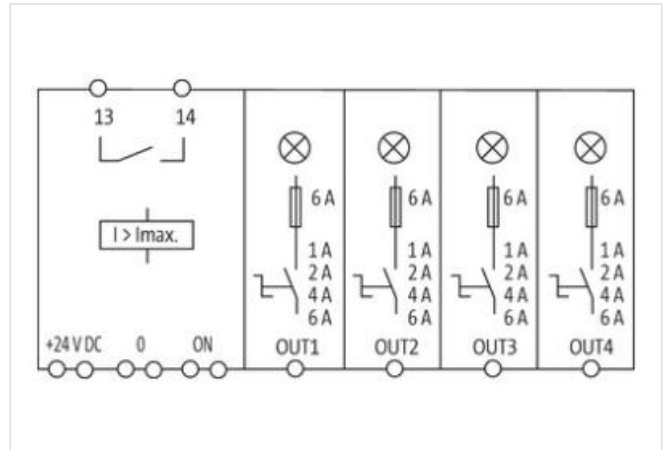 13 14
I > Imax.
6 A 6 A 6 A 6 A
1 A 1 A 1 A 1 A
2 A 2 A 2 A 2 A
4 A 4 A 4 A 4 A
6 A 6 A 6 A 6 A
+24 V DC 0 ON OUT1 OUT2 OUT3 OUT4